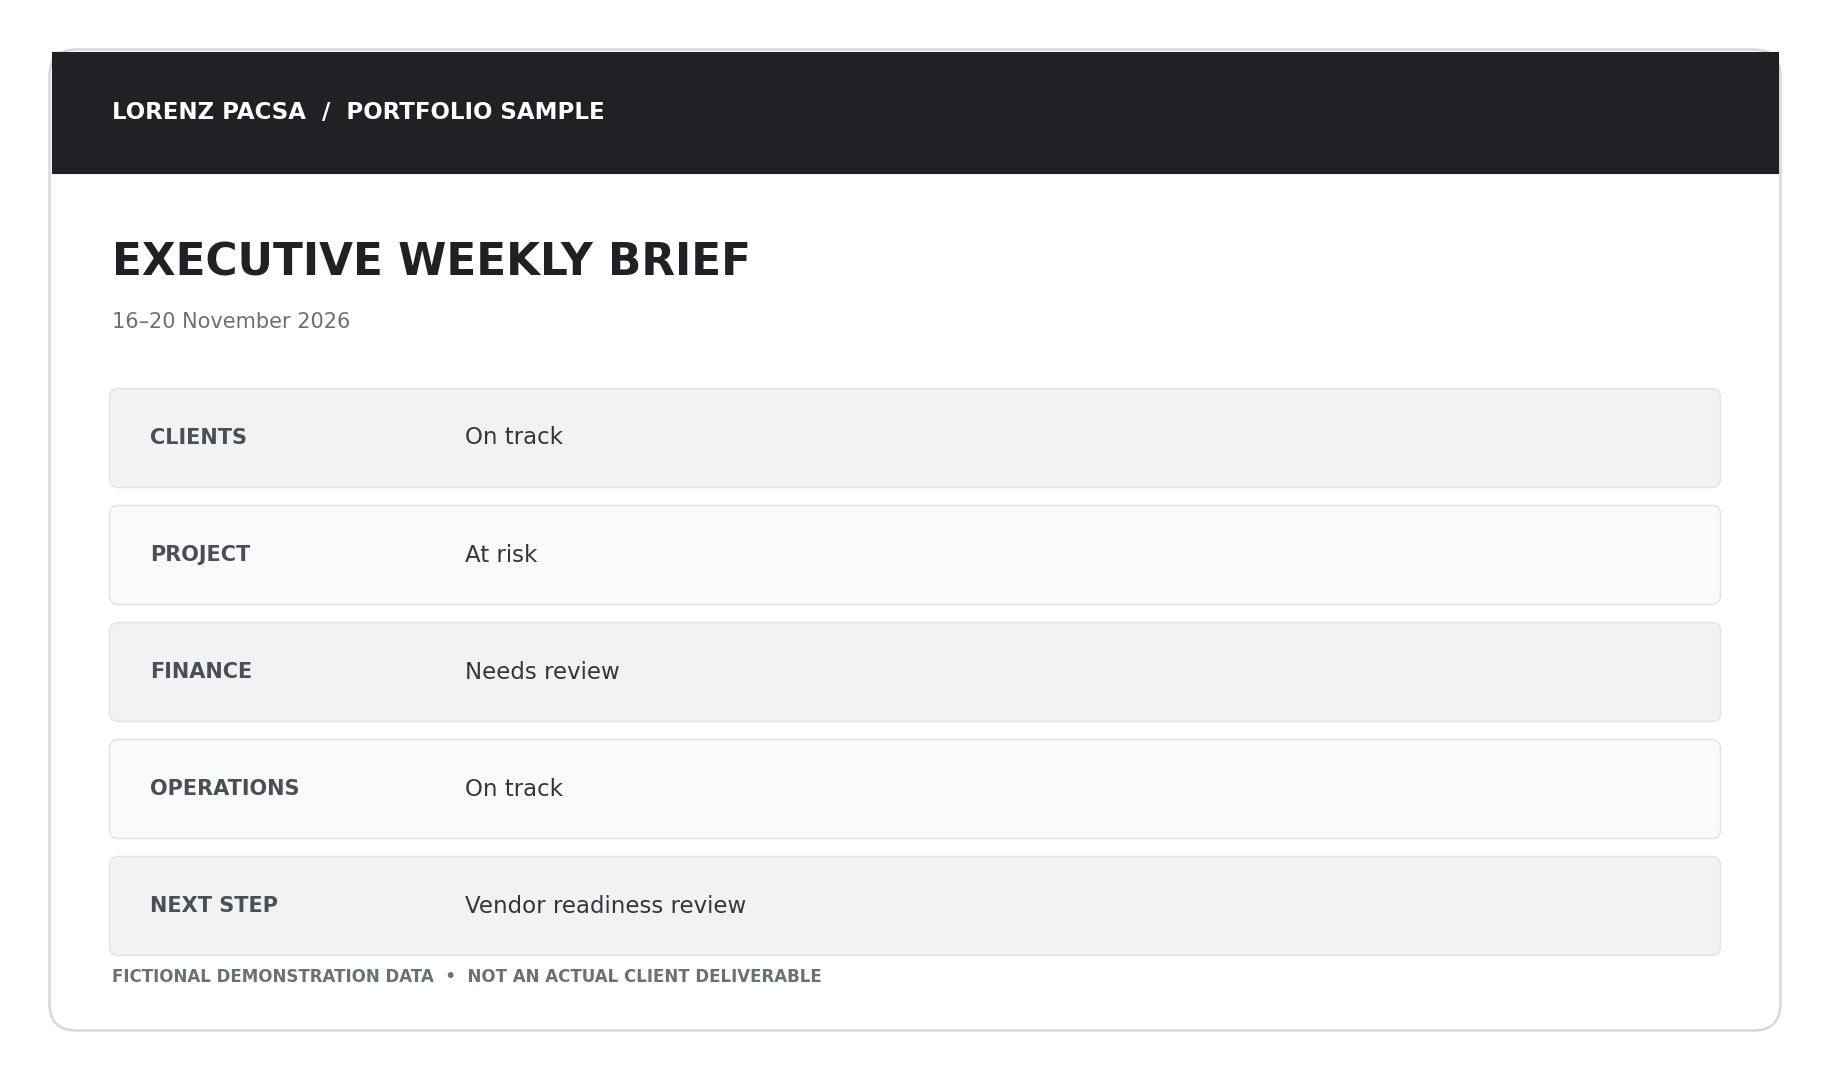 LORENZ PACSA / PORTFOLIO SAMPLE
EXECUTIVE WEEKLY BRIEF
16–20 November 2026
CLIENTS On track
PROJECT At risk
FINANCE Needs review
OPERATIONS On track
NEXT STEP Vendor readiness review
FICTIONAL DEMONSTRATION DATA • NOT AN ACTUAL CLIENT DELIVERABLE